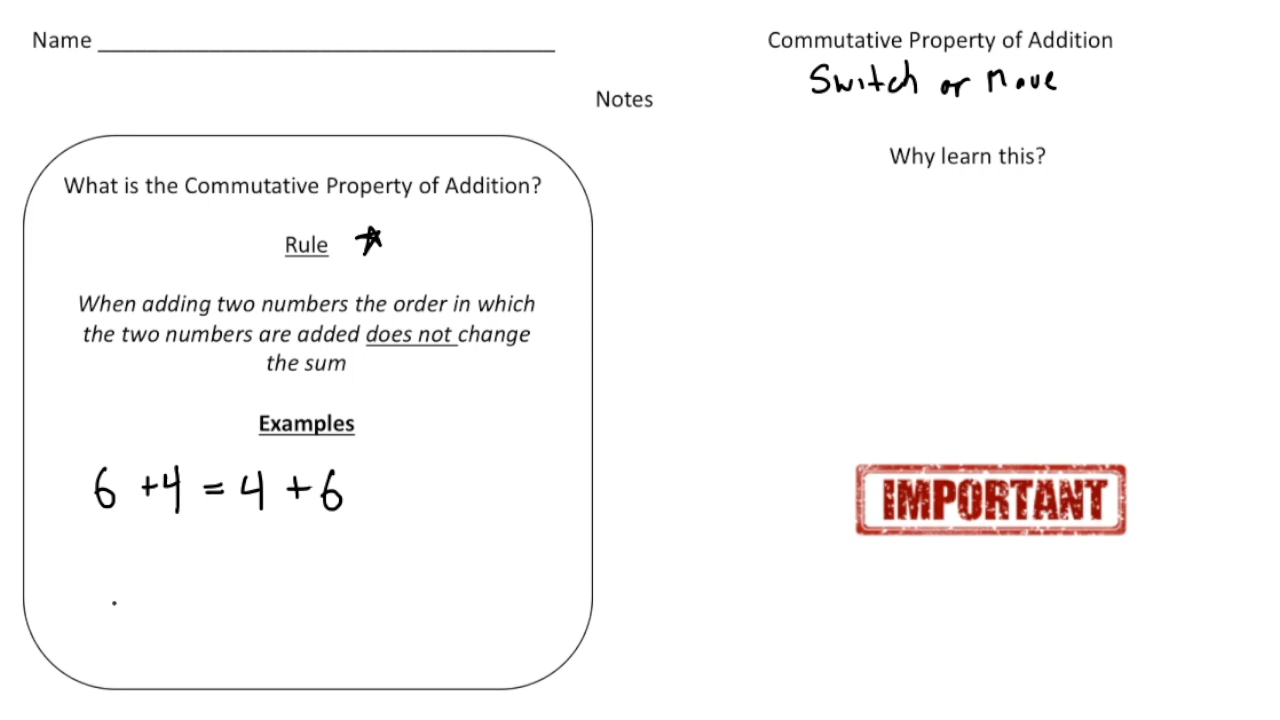 Name
Commutative Property of Addition
Switch or Move
Notes
Why learn this?
What is the Commutative Property of Addition?
Rule
When adding two numbers the order in which
the two numbers are added does not change
the sum
Examples
6 +4 = 4 +6
IMPORTANT